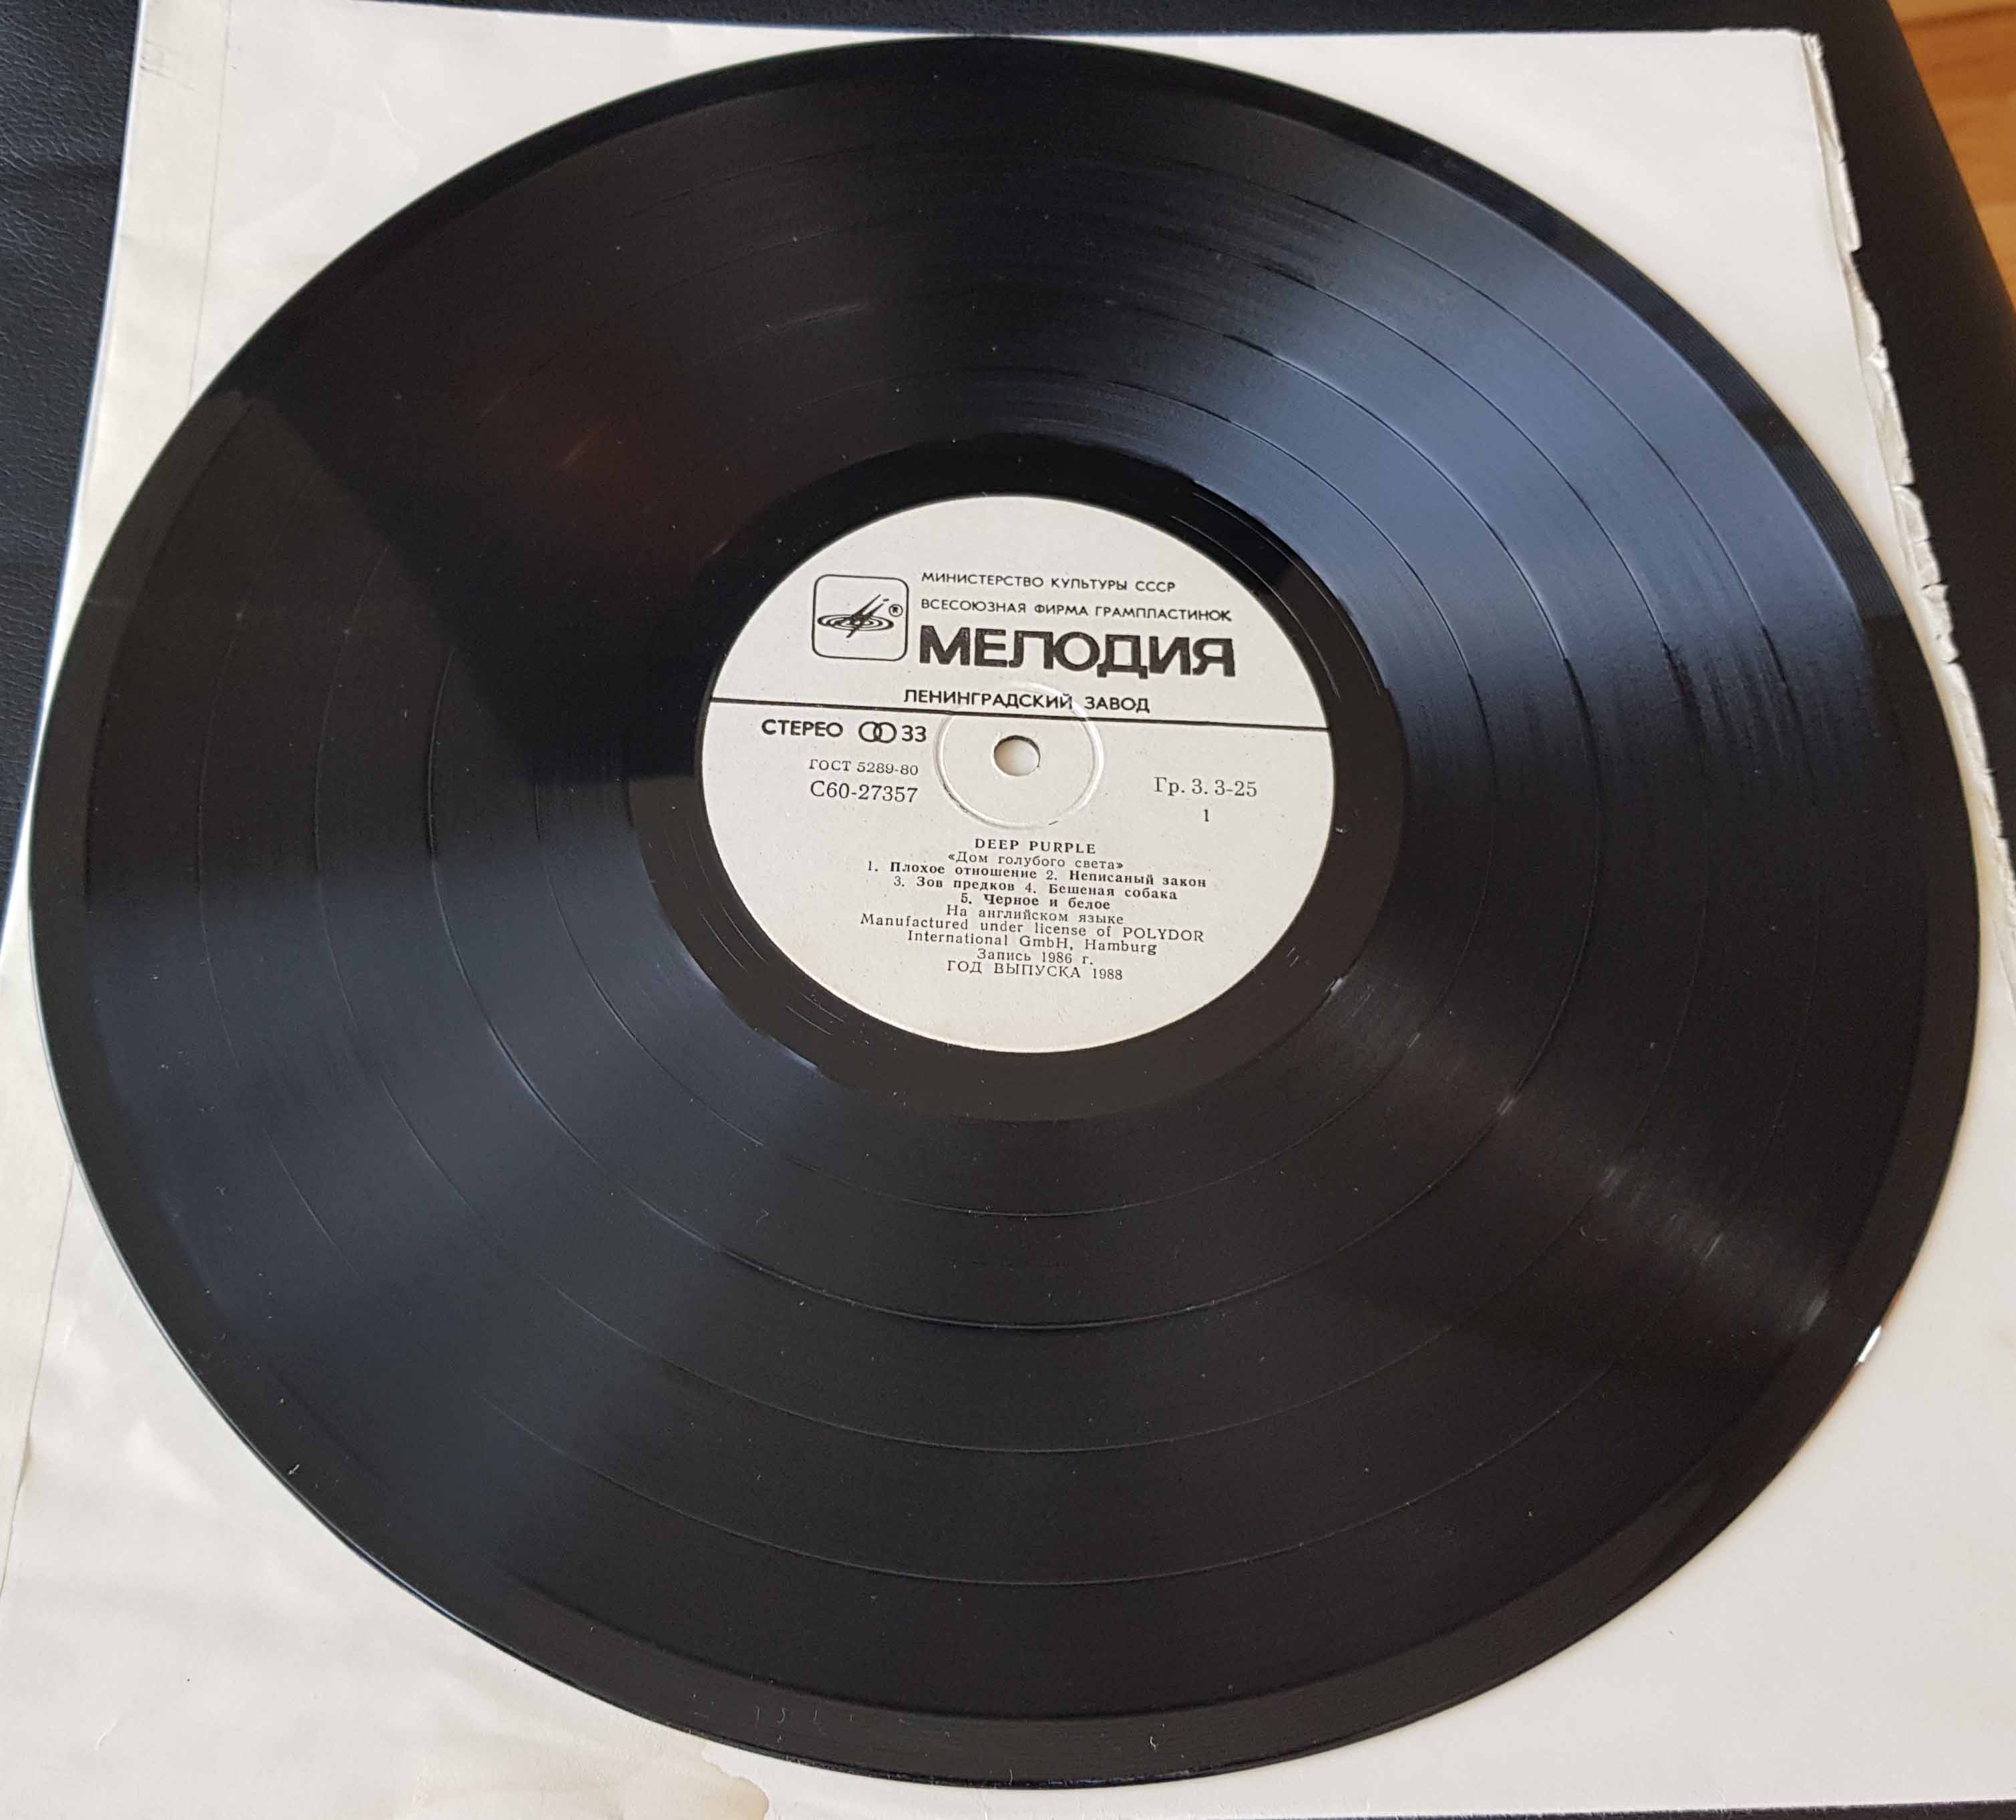 МИНИСТЕРСТВО КУЛЬТУРЫ СССР
ВСЕСОЮЗНАЯ ФИРМА ГРАМПЛАСТИНОК
®
МЕЛОДИЯ
ЛЕНИНГРАДСКИЙ ЗАВОД
СТЕРЕО 33
ГОСТ 5289-80
С60-27357
Гр. 3. 3-25
1
DEEP PURPLE
«Дом голубого света»
1. Плохое отношение 2. Неписаный закон
3. Зов предков 4. Бешеная собака
5. Черное и белое
На английском языке
Manufactured under license of POLYDOR
International GmbH, Hamburg
Запись 1986 г.
ГОД ВЫПУСКА 1988